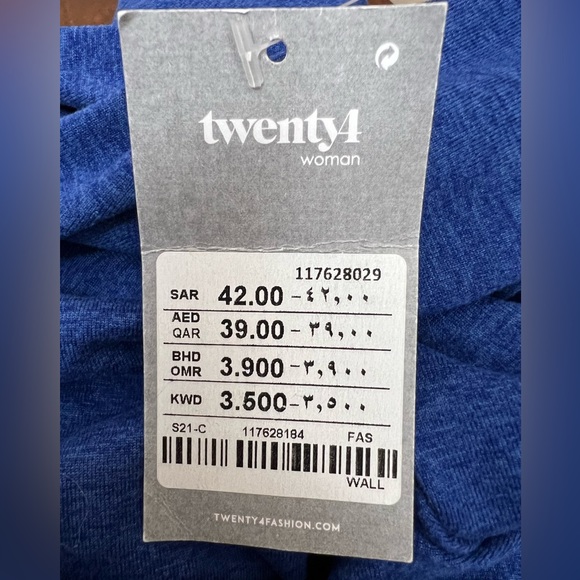 twenty4
woman
117628029
SAR 42.00 - ٤٢,٠٠
AED
QAR 39.00 - ٣٩,٠٠
BHD
OMR 3.900 - ٣,٩٠٠
KWD 3.500 - ٣,٥٠٠
S21-C 117628184 FAS
WALL
TWENTY4FASHION.COM